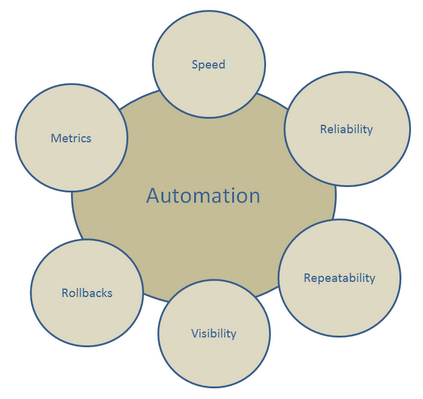 Speed
Metrics
Reliability
Automation
Rollbacks
Repeatability
Visibility